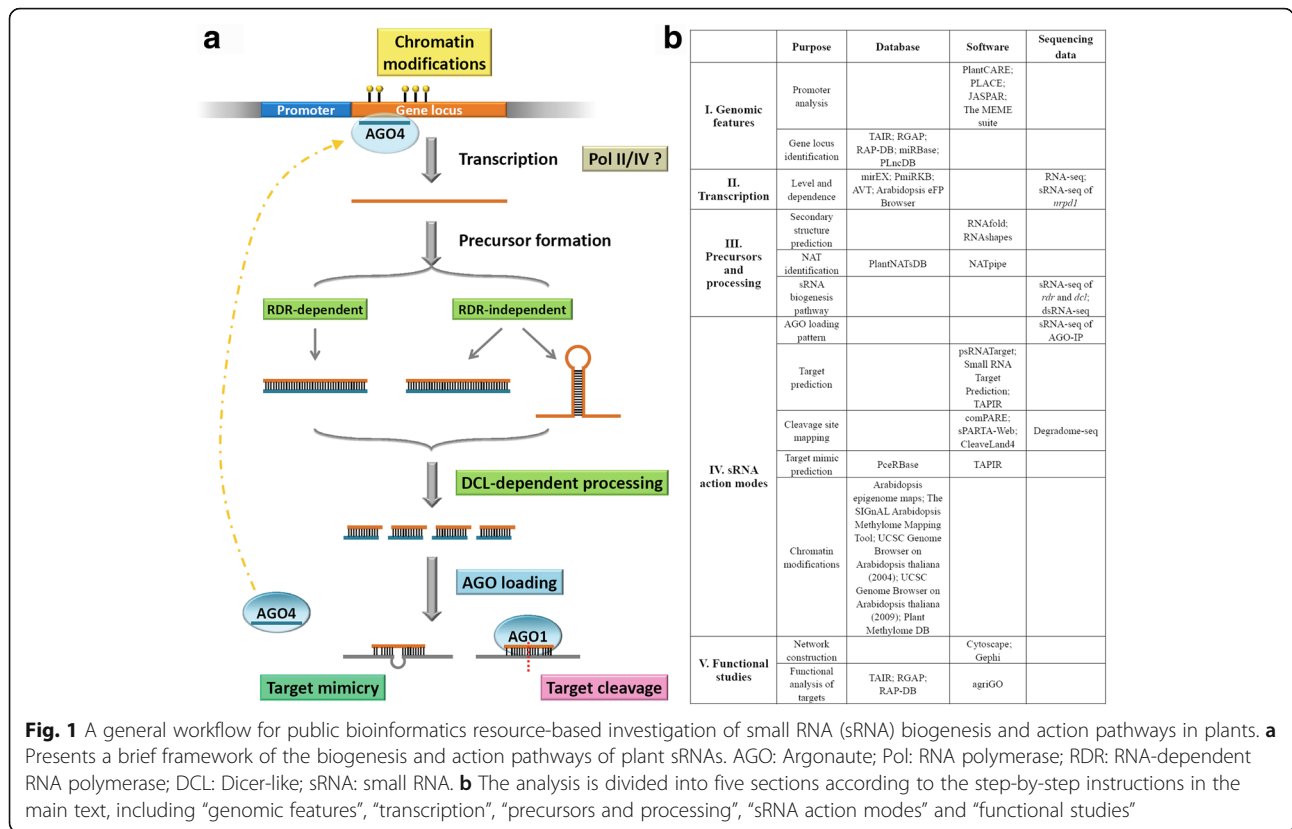 a
Chromatin
modifications
Promoter
Gene locus
AGO4
Transcription
Pol II/IV ?
Precursor formation
RDR-dependent
RDR-independent
DCL-dependent processing
AGO loading
AGO4
AGO1
Target mimicry
Target cleavage
b
Purpose
Database
Software
Sequencing
data
I. Genomic
features
Promoter
analysis
PlantCARE;
PLACE;
JASPAR;
The MEME
suite
Gene locus
identification
TAIR; RGAP;
RAP-DB; miRBase;
PLncDB
II.
Transcription
Level and
dependence
mirEX; PmiRKB;
AVT; Arabidopsis eFP
Browser
RNA-seq;
sRNA-seq of
nrpd1
III.
Precursors
and
processing
Secondary
structure
prediction
RNAfold;
RNAshapes
NAT
identification
PlantNATsDB
NATpipe
sRNA
biogenesis
pathway
sRNA-seq of
rdr and dcl;
dsRNA-seq
IV. sRNA
action modes
AGO loading
pattern
sRNA-seq of
AGO-IP
Target
prediction
psRNATarget;
Small RNA
Target
Prediction;
TAPIR
Cleavage site
mapping
comPARE;
sPARTA-Web;
CleaveLand4
Degradome-seq
Target mimic
prediction
PceRBase
TAPIR
Chromatin
modifications
Arabidopsis
epigenome maps; The
SIGnAL Arabidopsis
Methylome Mapping
Tool; UCSC Genome
Browser on
Arabidopsis thaliana
(2004); UCSC
Genome Browser on
Arabidopsis thaliana
(2009); Plant
Methylome DB
V. Functional
studies
Network
construction
Cytoscape;
Gephi
Functional
analysis of
targets
TAIR; RGAP;
RAP-DB
agriGO
Fig. 1 A general workflow for public bioinformatics resource-based investigation of small RNA (sRNA) biogenesis and action pathways in plants. a
Presents a brief framework of the biogenesis and action pathways of plant sRNAs. AGO: Argonaute; Pol: RNA polymerase; RDR: RNA-dependent
RNA polymerase; DCL: Dicer-like; sRNA: small RNA. b The analysis is divided into five sections according to the step-by-step instructions in the
main text, including “genomic features”, “transcription”, “precursors and processing”, “sRNA action modes” and “functional studies”